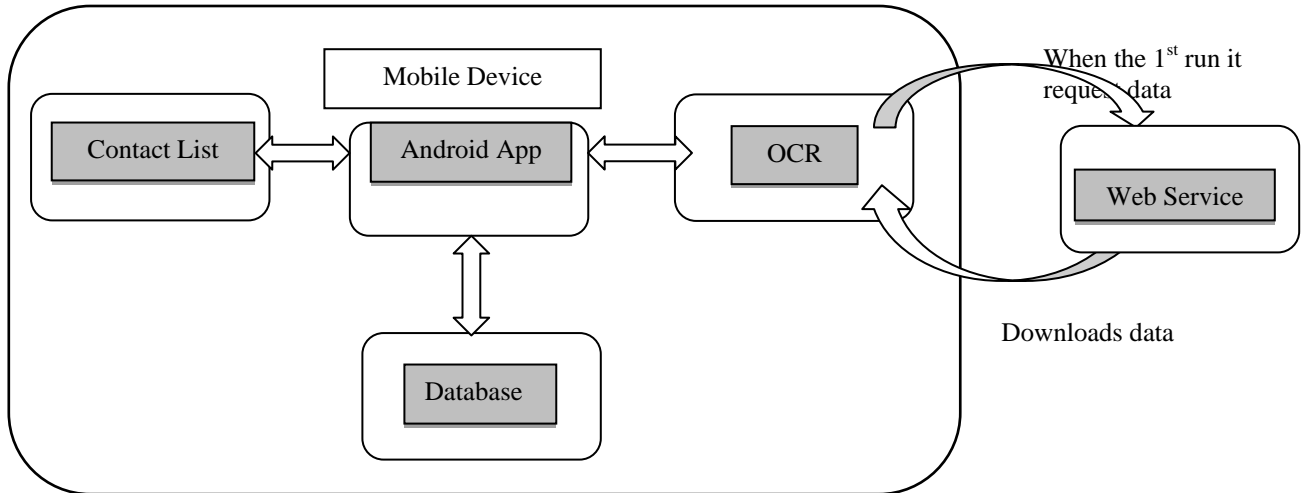 Mobile Device
When the 1st run it
request data
Contact List
Android App
OCR
Web Service
Downloads data
Database